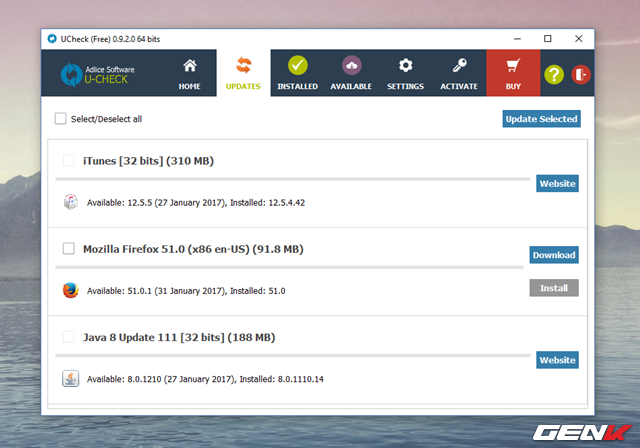 UCheck (Free) 0.9.2.0 64 bits
Adlice Software
U-CHECK
HOME
UPDATES
INSTALLED
AVAILABLE
SETTINGS
ACTIVATE
BUY
?
Select/Deselect all
Update Selected
iTunes [32 bits] (310 MB)
Website
Available: 12.5.5 (27 January 2017), Installed: 12.5.4.42
Mozilla Firefox 51.0 (x86 en-US) (91.8 MB)
Download
Available: 51.0.1 (31 January 2017), Installed: 51.0
Install
Java 8 Update 111 [32 bits] (188 MB)
Website
Available: 8.0.1210 (27 January 2017), Installed: 8.0.1110.14
GENK